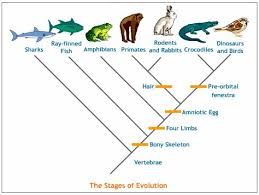 Sharks
Ray-finned
Fish
Amphibians
Primates
Rodents
and Rabbits
Crocodiles
Dinosaurs
and Birds
Hair
Pre-orbital
fenestra
Amniotic Egg
Four Limbs
Bony Skeleton
Vertebrae
The Stages of Evolution